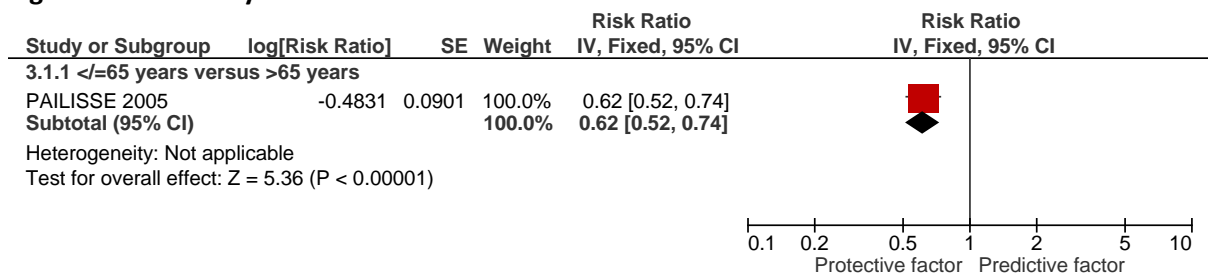 Risk Ratio Risk Ratio
Study or Subgroup log[Risk Ratio] SE Weight IV, Fixed, 95% CI IV, Fixed, 95% CI
3.1.1 </=65 years versus >65 years
PAILISSE 2005 -0.4831 0.0901 100.0% 0.62 [0.52, 0.74]
Subtotal (95% CI) 100.0% 0.62 [0.52, 0.74]
Heterogeneity: Not applicable
Test for overall effect: Z = 5.36 (P < 0.00001)
0.1 0.2 0.5 1 2 5 10
Protective factor Predictive factor